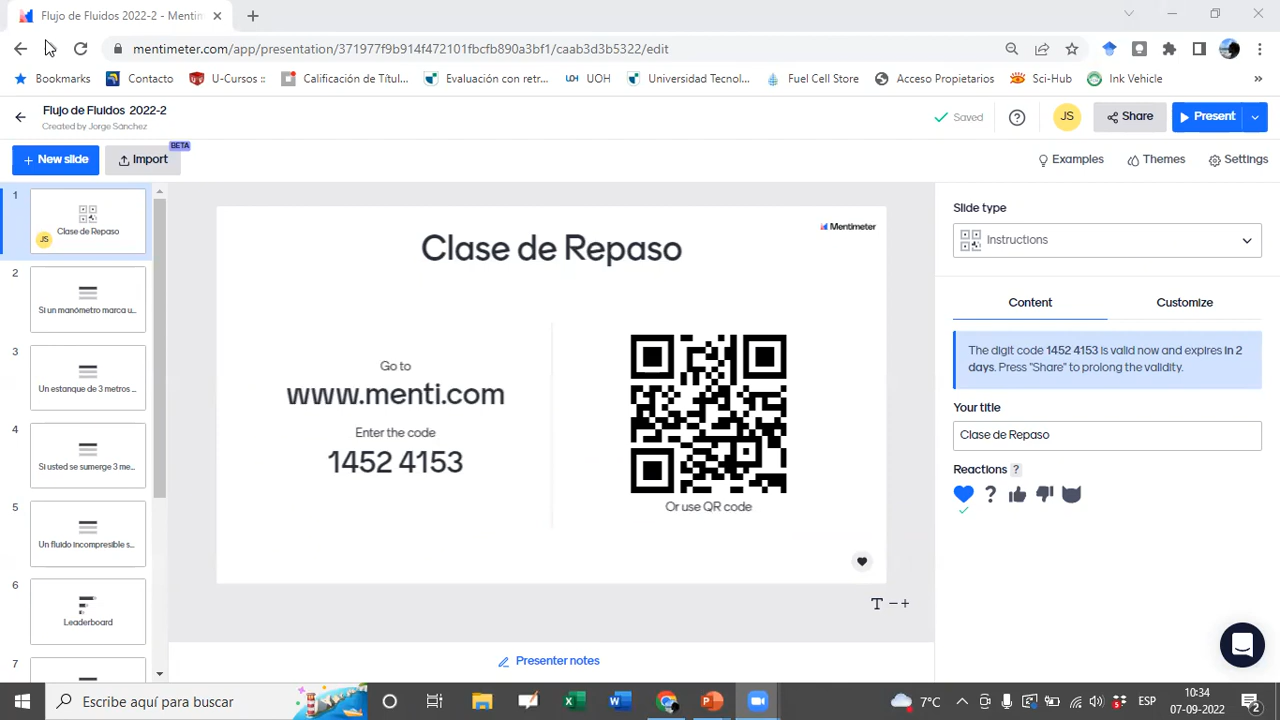 Flujo de Fluidos 2022-2 - Mentim
mentimeter.com/app/presentation/371977f9b914f472101fbcfb890a3bf1/caab3d3b5322/edit
Bookmarks
Contacto
U-Cursos ::
Calificación de Títul...
Evaluación con retr...
UOH
UOH
Universidad Tecnol...
Fuel Cell Store
Acceso Propietarios
Sci-Hub
Ink Vehicle
»
Flujo de Fluidos 2022-2
Created by Jorge Sánchez
Saved
?
JS
Share
Present
+ New slide
Import
BETA
Examples
Themes
Settings
1
Clase de Repaso
JS
2
Si un manómetro marca u...
3
Un estanque de 3 metros ...
4
Si usted se sumerge 3 me...
5
Un fluido incompresible s...
6
Leaderboard
7
Mentimeter
Clase de Repaso
Go to
www.menti.com
Enter the code
1452 4153
Or use QR code
T − +
Presenter notes
Slide type
Instructions
Content
Customize
The digit code 1452 4153 is valid now and expires in 2
days. Press "Share" to prolong the validity.
Your title
Clase de Repaso
Reactions ?
?
Escribe aquí para buscar
7°C
ESP
10:34
07-09-2022
2